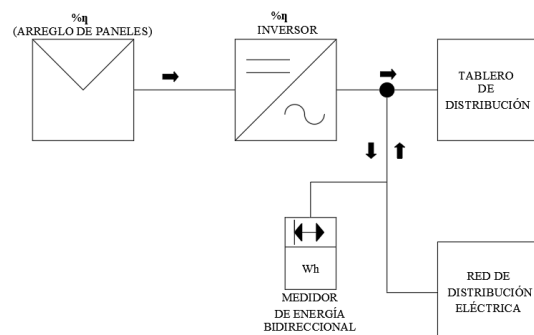 %η
(ARREGLO DE PANELES)
%η
INVERSOR
TABLERO
DE
DISTRIBUCIÓN
Wh
MEDIDOR
DE ENERGÍA
BIDIRECCIONAL
RED DE
DISTRIBUCIÓN
ELÉCTRICA